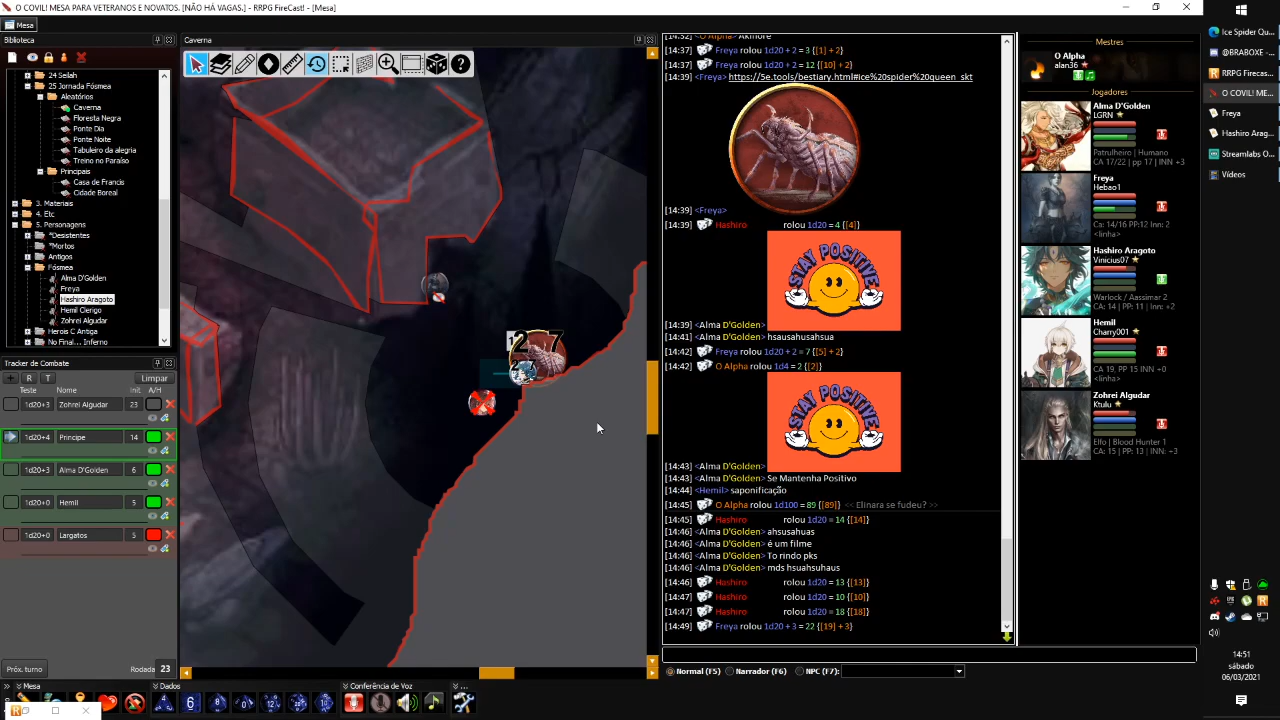 O COVIL! MESA PARA VETERANOS E NOVATOS. [NÃO HÁ VAGAS.] - RRPG FireCast! - [Mesa]
Mesa
Biblioteca
24 Selah
25 Jornada Fósmea
Aleatórios
Caverna
Floresta Negra
Ponte Dia
Ponte Noite
Tabuleiro da alegria
Treino no Paraíso
Principais
Casa de Francis
Cidade Boreal
3. Materiais
4. Etc
5. Personagens
*Desistentes
*Mortos
Antigos
Fósmea
Alma D'Golden
Freya
Hashiro Aragoto
Hemil Clerigo
Zohrei Algudar
Herois C Antiga
No Final... Inferno
Tracker de Combate
R
T
Limpar
Teste Nome Init. A/H
1d20+3 Zohrei Algudar 23
1d20+4 Principe 14
1d20+3 Alma D'Golden 6
1d20+0 Hemil 5
1d20+0 Largatos 5
Próx. turno
Rodada 23
Mesa
Dados
Conferência de Voz
...
Caverna
[14:37] Freya rolou 1d20 + 2 = 3 {[1] + 2}
[14:37] Freya rolou 1d20 + 2 = 12 {[10] + 2}
[14:39] <Freya> https://5e.tools/bestiary.html#ice%20spider%20queen_skt
[14:39] <Freya>
[14:39] Hashiro rolou 1d20 = 4 {[4]}
STAY POSITIVE
[14:39] <Alma D'Golden>
[14:41] <Alma D'Golden> hsausahusahsua
[14:42] Freya rolou 1d20 + 2 = 7 {[5] + 2}
[14:42] O Alpha rolou 1d4 = 2 {[2]}
STAY POSITIVE
[14:43] <Alma D'Golden>
[14:43] <Alma D'Golden> Se Mantenha Positivo
[14:44] <Hemil> saponificação
[14:45] O Alpha rolou 1d100 = 89 {[89]} << Elinara se fudeu? >>
[14:45] Hashiro rolou 1d20 = 14 {[14]}
[14:46] <Alma D'Golden> ahsusahuas
[14:46] <Alma D'Golden> é um filme
[14:46] <Alma D'Golden> To rindo pks
[14:46] <Alma D'Golden> mds hsuahsuhaus
[14:46] Hashiro rolou 1d20 = 13 {[13]}
[14:47] Hashiro rolou 1d20 = 10 {[10]}
[14:47] Hashiro rolou 1d20 = 18 {[18]}
[14:49] Freya rolou 1d20 + 3 = 22 {[19] + 3}
Normal (F5) Narrador (F6) NPC (F7):
Mestres
O Alpha
alan36
Jogadores
Alma D'Golden
LGRN
Patrulheiro | Humano
CA 17/22 | pp 17 | INN +3
Freya
Hebao1
Ca: 14/16 PP:12 Inn: 2
<linha>
Hashiro Aragoto
Vinicius07
Warlock / Aassimar 2
CA: 14 | PP: 11 | Inn: +2
Hemil
Charry001
CA 19, PP 15 INN +0
<linha>
Zohrei Algudar
Ktulu
Elfo | Blood Hunter 1
CA: 15 | PP: 13, | INN: +3
Ice Spider Qu...
@BRABOXE - ...
RRPG Firecas...
O COVIL! ME...
Freya
Hashiro Arag...
Streamlabs O...
Vídeos
14:51
sábado
06/03/2021